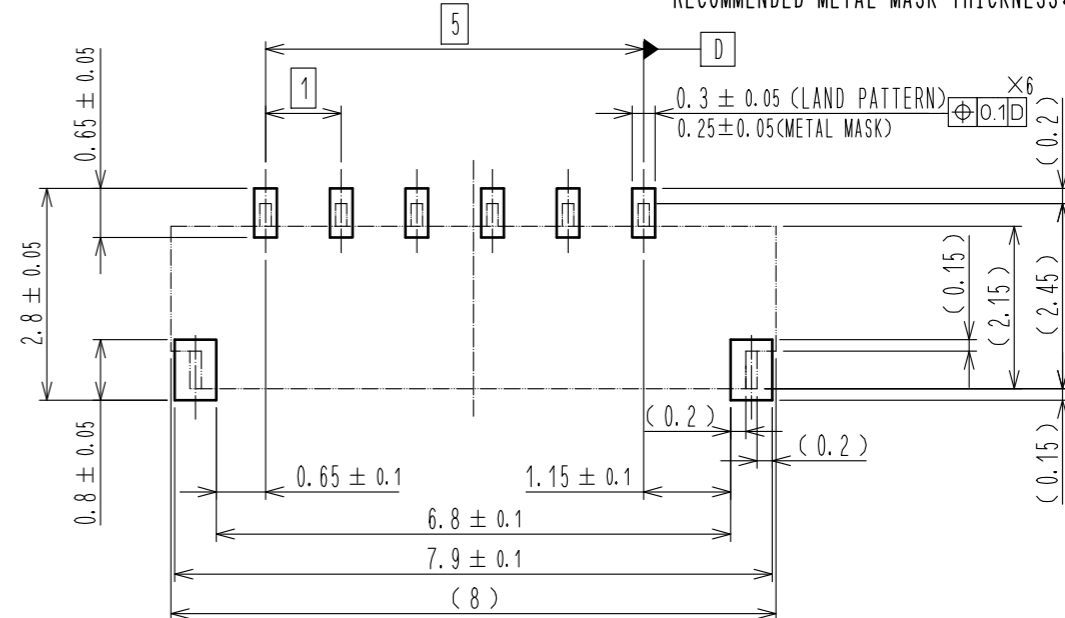 RECOMMENDED METAL MASK THICKNESS:
5
D
1
0.3 ± 0.05 (LAND PATTERN)
0.25±0.05(METAL MASK)
×6
⌖ 0.1 D
(0.2)
0.65 ± 0.05
2.8 ± 0.05
0.8 ± 0.05
(0.15)
(2.15)
(2.45)
(0.2)
(0.2)
(0.15)
0.65 ± 0.1
1.15 ± 0.1
6.8 ± 0.1
7.9 ± 0.1
(8)